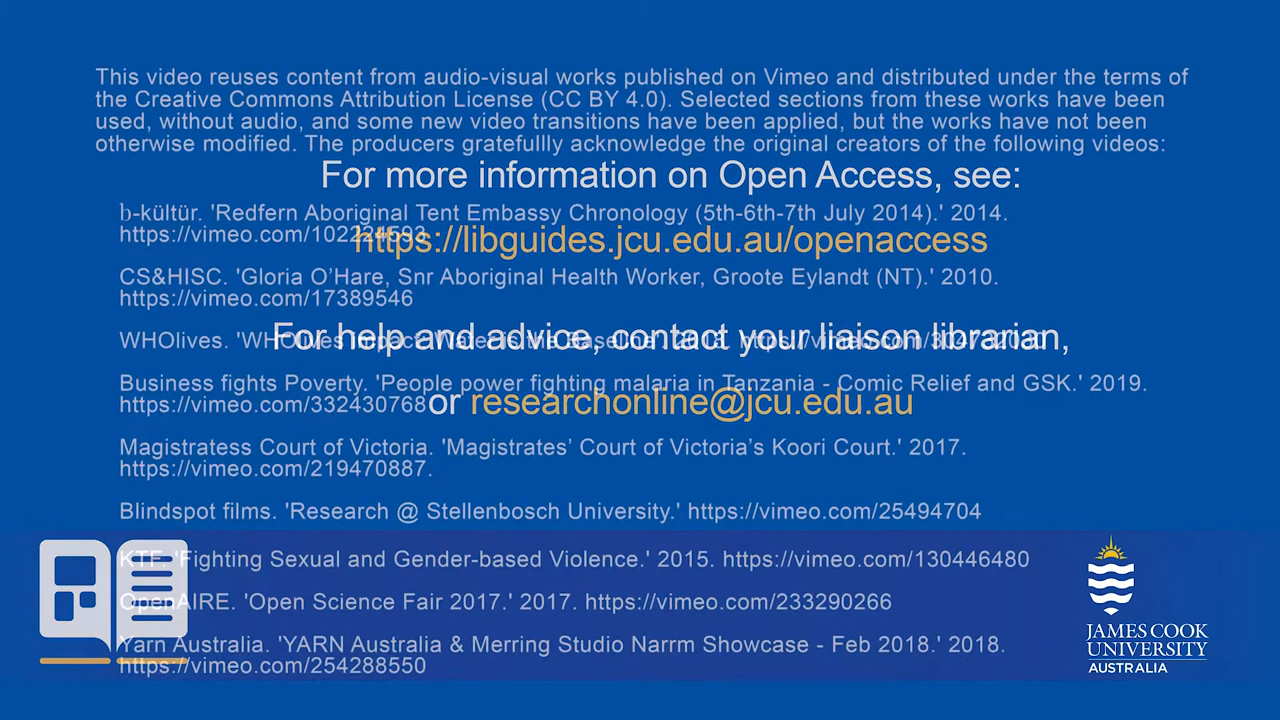 This video reuses content from audio-visual works published on Vimeo and distributed under the terms of
the Creative Commons Attribution License (CC BY 4.0). Selected sections from these works have been
used, without audio, and some new video transitions have been applied, but the works have not been
otherwise modified. The producers gratefullly acknowledge the original creators of the following videos:
For more information on Open Access, see:
b-kültür. 'Redfern Aboriginal Tent Embassy Chronology (5th-6th-7th July 2014).' 2014.
https://libguides.jcu.edu.au/openaccess
CS&HISC. 'Gloria O’Hare, Snr Aboriginal Health Worker, Groote Eylandt (NT).' 2010.
https://vimeo.com/17389546
For help and advice, contact your liaison librarian,
WHOlives. 'WHOlives Impact: Water is the Baseline'.
Business fights Poverty. 'People power fighting malaria in Tanzania - Comic Relief and GSK.' 2019.
https://vimeo.com/332430768
or researchonline@jcu.edu.au
Magistratess Court of Victoria. 'Magistrates’ Court of Victoria’s Koori Court.' 2017.
https://vimeo.com/219470887.
Blindspot films. 'Research @ Stellenbosch University.' https://vimeo.com/25494704
KTF. 'Fighting Sexual and Gender-based Violence.' 2015. https://vimeo.com/130446480
OpenAIRE. 'Open Science Fair 2017.' 2017. https://vimeo.com/233290266
Yarn Australia. 'YARN Australia & Merring Studio Narrm Showcase - Feb 2018.' 2018.
https://vimeo.com/254288550
JAMES COOK
UNIVERSITY
AUSTRALIA